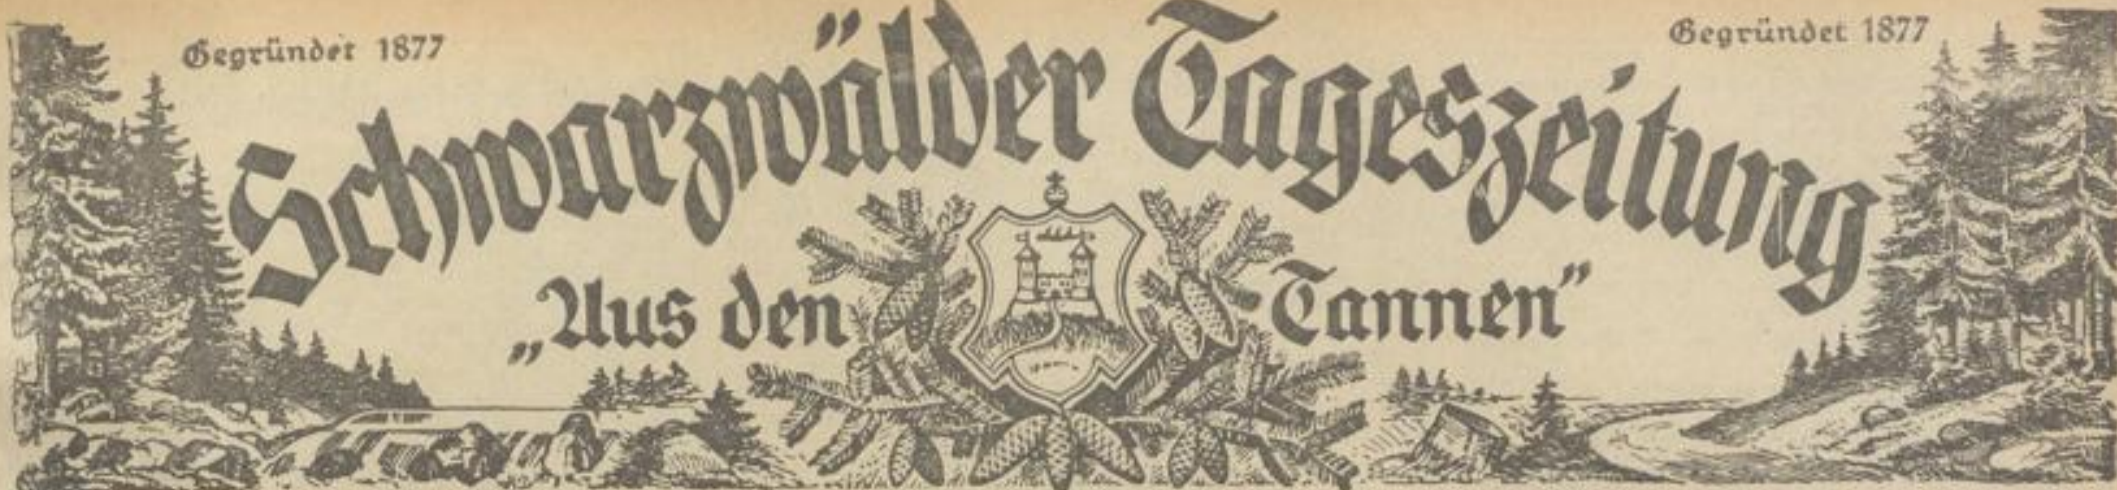 Gegründet 1877
Gegründet 1877
Schwarzwälder Tageszeitung
„Aus den Tannen"